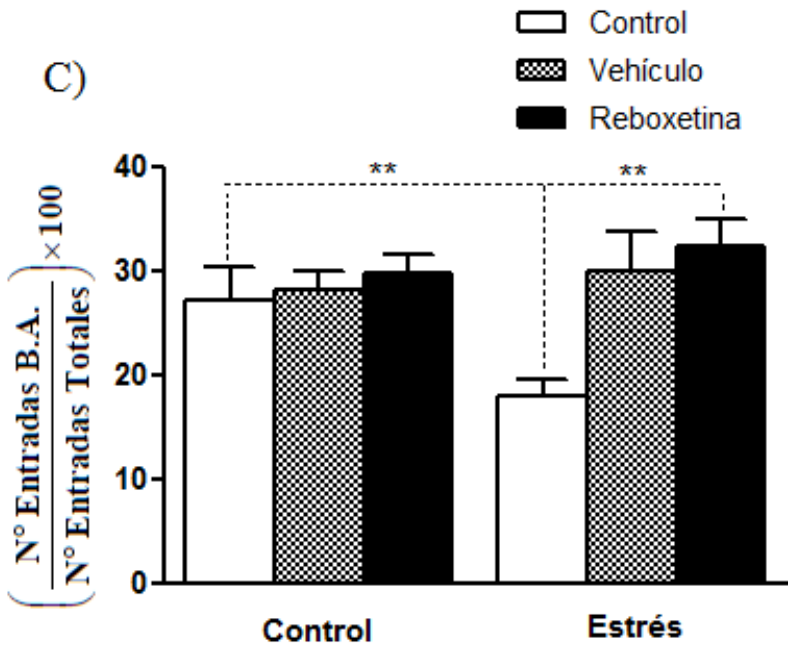 C)
Control
Vehículo
Reboxetina
(N° Entradas B.A.
N° Entradas Totales) ×100
40
30
20
10
0
**
**
Control
Estrés